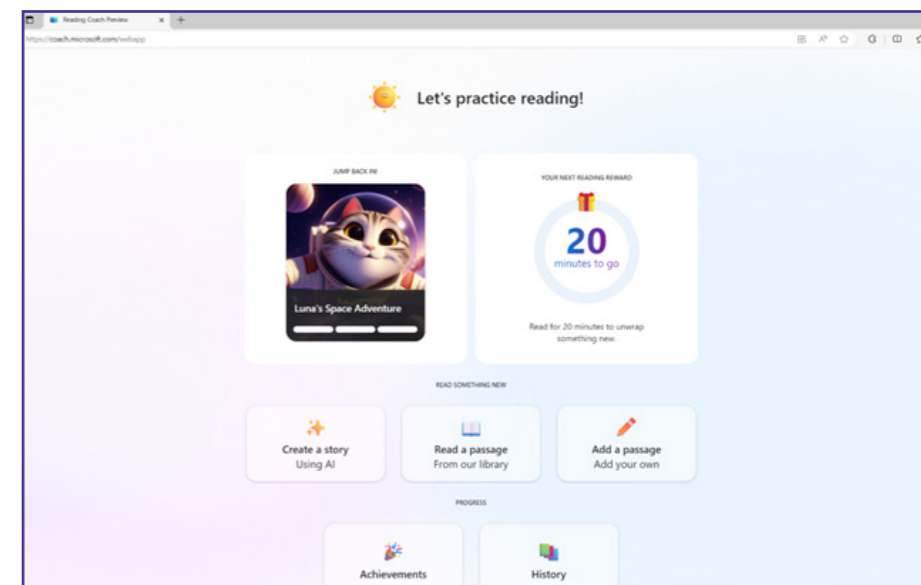 Reading Coach Preview
https://coach.microsoft.com/webapp
Let's practice reading!
JUMP BACK IN!
Luna's Space Adventure
YOUR NEXT READING REWARD
20
minutes to go
Read for 20 minutes to unwrap
something new.
READ SOMETHING NEW
Create a story
Using AI
Read a passage
From our library
Add a passage
Add your own
PROGRESS
Achievements
History